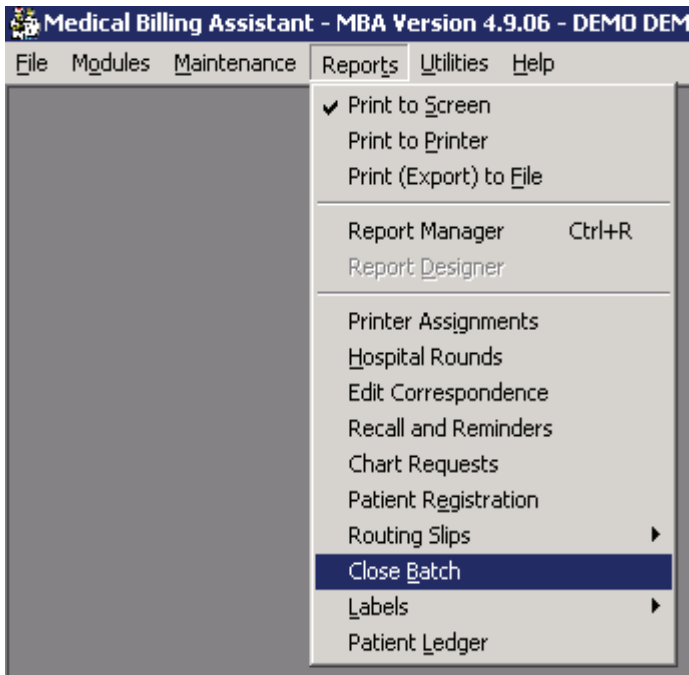 Medical Billing Assistant - MBA Version 4.9.06 - DEMO DEM
File Modules Maintenance Reports Utilities Help
Print to Screen
Print to Printer
Print (Export) to File
Report Manager Ctrl+R
Report Designer
Printer Assignments
Hospital Rounds
Edit Correspondence
Recall and Reminders
Chart Requests
Patient Registration
Routing Slips
Close Batch
Labels
Patient Ledger